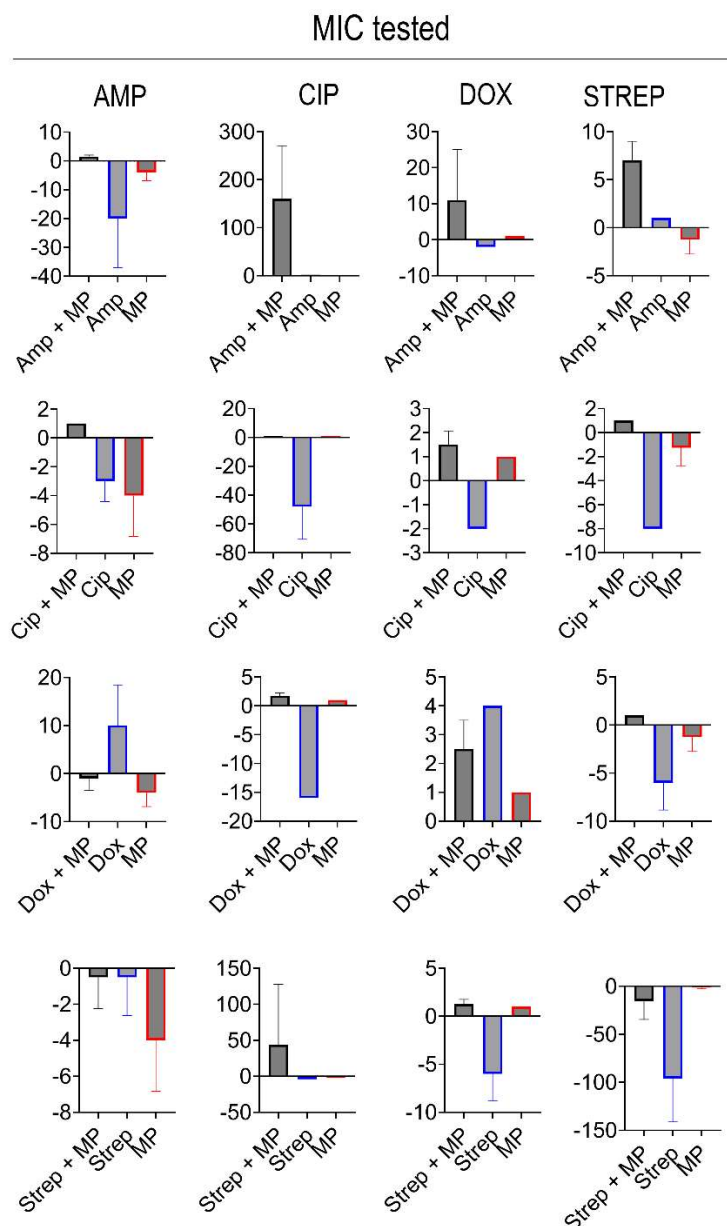 MIC tested
AMP CIP DOX STREP
10
0
-10
-20
-30
-40
Amp + MP
Amp
MP
300
200
100
0
Amp + MP
Amp
MP
30
20
10
0
-10
Amp + MP
Amp
MP
10
5
0
-5
Amp + MP
Amp
MP
2
0
-2
-4
-6
-8
Cip + MP
Cip
MP
20
0
-20
-40
-60
-80
Cip + MP
Cip
MP
3
2
1
0
-1
-2
-3
Cip + MP
Cip
MP
2
0
-2
-4
-6
-8
-10
Cip + MP
Cip
MP
20
10
0
-10
Dox + MP
Dox
MP
5
0
-5
-10
-15
-20
Dox + MP
Dox
MP
5
4
3
2
1
0
Dox + MP
Dox
MP
5
0
-5
-10
Dox + MP
Dox
MP
0
-2
-4
-6
-8
Strep + MP
Strep
MP
150
100
50
0
-50
Strep + MP
Strep
MP
5
0
-5
-10
Strep + MP
Strep
MP
0
-50
-100
-150
Strep + MP
Strep
MP